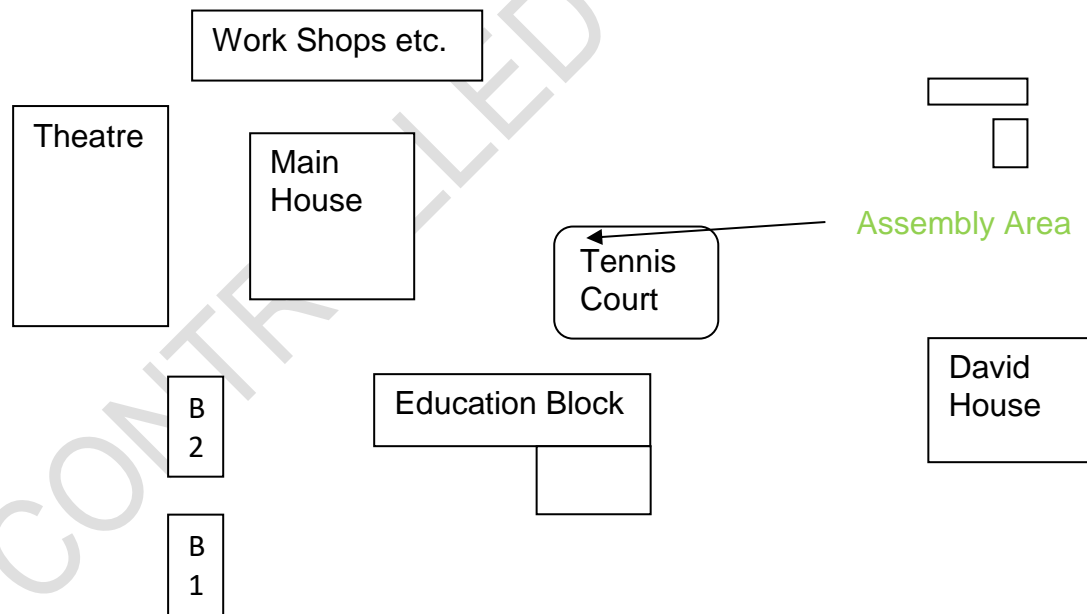 Work Shops etc.
Theatre
Main
House
Assembly Area
Tennis
Court
David
House
Education Block
B
2
B
1
CONTROLLED